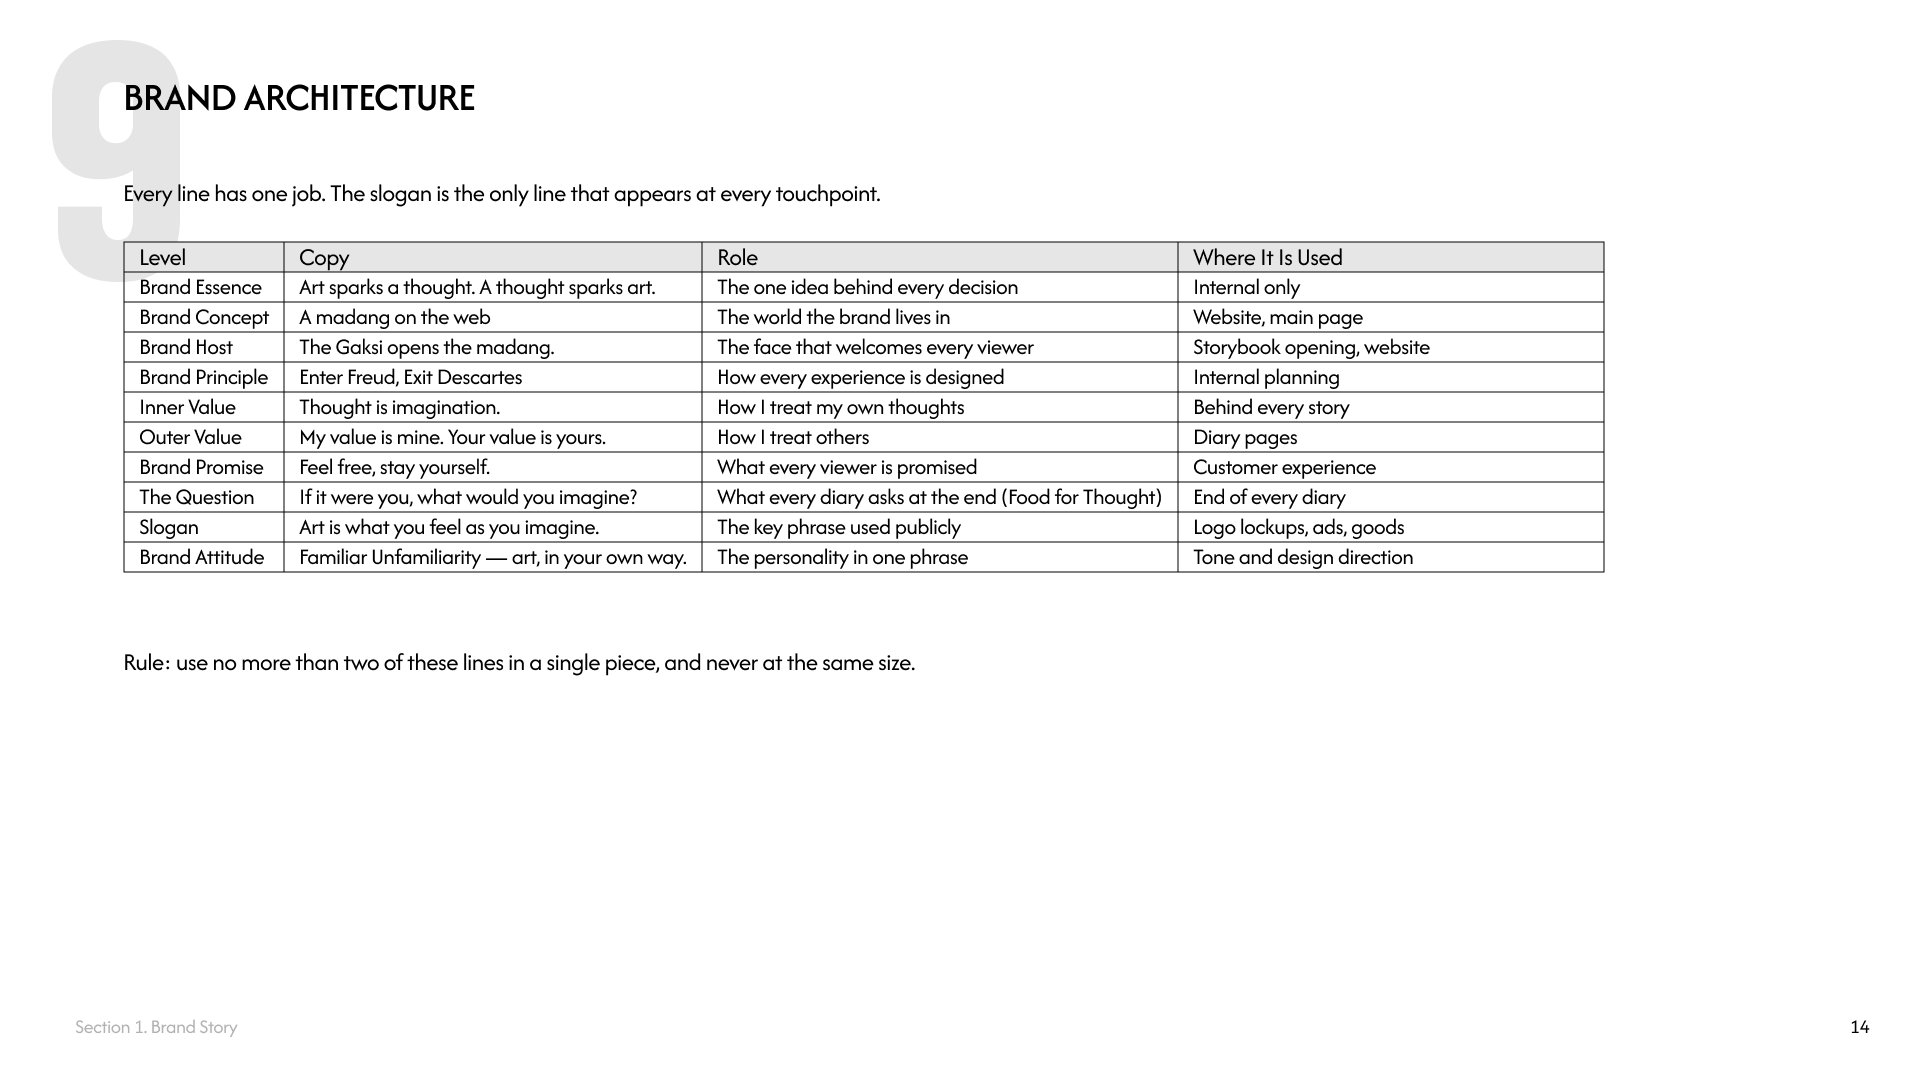 9
BRAND ARCHITECTURE
Every line has one job. The slogan is the only line that appears at every touchpoint.
Level Copy Role Where It Is Used
Brand Essence Art sparks a thought. A thought sparks art. The one idea behind every decision Internal only
Brand Concept A madang on the web The world the brand lives in Website, main page
Brand Host The Gaksi opens the madang. The face that welcomes every viewer Storybook opening, website
Brand Principle Enter Freud, Exit Descartes How every experience is designed Internal planning
Inner Value Thought is imagination. How I treat my own thoughts Behind every story
Outer Value My value is mine. Your value is yours. How I treat others Diary pages
Brand Promise Feel free, stay yourself. What every viewer is promised Customer experience
The Question If it were you, what would you imagine? What every diary asks at the end (Food for Thought) End of every diary
Slogan Art is what you feel as you imagine. The key phrase used publicly Logo lockups, ads, goods
Brand Attitude Familiar Unfamiliarity — art, in your own way. The personality in one phrase Tone and design direction
Rule: use no more than two of these lines in a single piece, and never at the same size.
Section 1. Brand Story 14